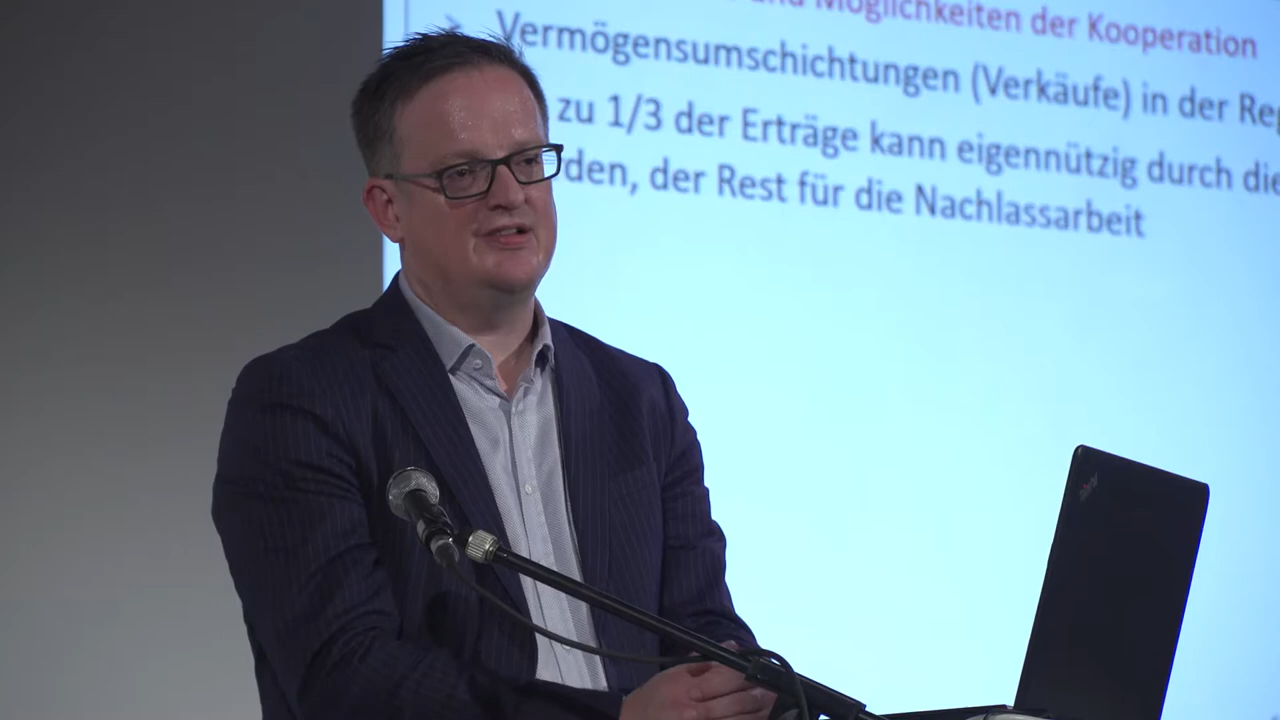 und Möglichkeiten der Kooperation
Vermögensumschichtungen (Verkäufe) in der
zu 1/3 der Erträge kann eigennützig durch die
der Rest für die Nachlassarbeit